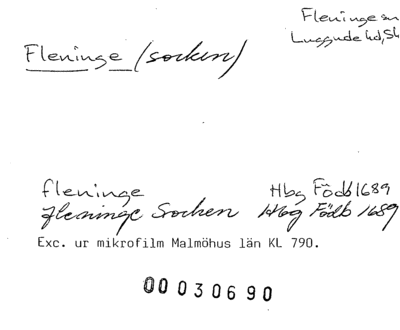 Fleninge sn
Luggude hd, Sk
Fleninge (socken)
fleninge Hbg Födb 1689
fleninge Socken Hbg Födb 1689
Exc. ur mikrofilm Malmöhus län KL 790.
00030690